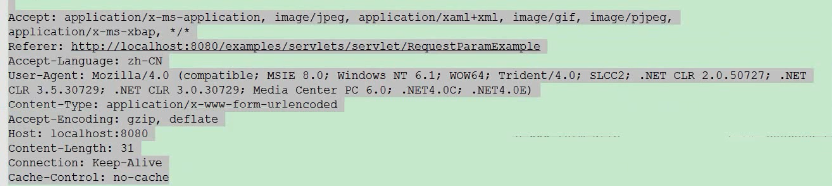 Accept: application/x-ms-application, image/jpeg, application/xaml+xml, image/gif, image/pjpeg,
application/x-ms-xbap, */*
Referer: http://localhost:8080/examples/servlets/servlet/RequestParamExample
Accept-Language: zh-CN
User-Agent: Mozilla/4.0 (compatible; MSIE 8.0; Windows NT 6.1; WOW64; Trident/4.0; SLCC2; .NET CLR 2.0.50727; .NET
CLR 3.5.30729; .NET CLR 3.0.30729; Media Center PC 6.0; .NET4.0C; .NET4.0E)
Content-Type: application/x-www-form-urlencoded
Accept-Encoding: gzip, deflate
Host: localhost:8080
Content-Length: 31
Connection: Keep-Alive
Cache-Control: no-cache